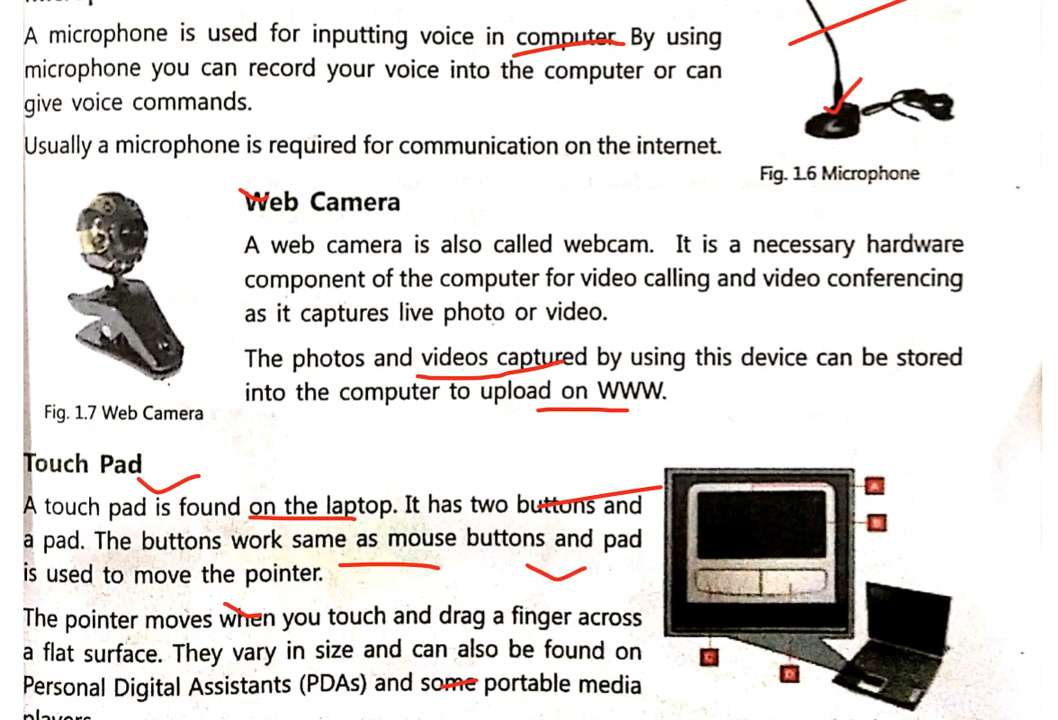 A microphone is used for inputting voice in computer. By using
microphone you can record your voice into the computer or can
give voice commands.
Usually a microphone is required for communication on the internet.
Fig. 1.6 Microphone
Web Camera
A web camera is also called webcam. It is a necessary hardware
component of the computer for video calling and video conferencing
as it captures live photo or video.
The photos and videos captured by using this device can be stored
into the computer to upload on WWW.
Fig. 1.7 Web Camera
Touch Pad
A touch pad is found on the laptop. It has two buttons and
a pad. The buttons work same as mouse buttons and pad
is used to move the pointer.
The pointer moves when you touch and drag a finger across
a flat surface. They vary in size and can also be found on
Personal Digital Assistants (PDAs) and some portable media
players.
A
B
C
D